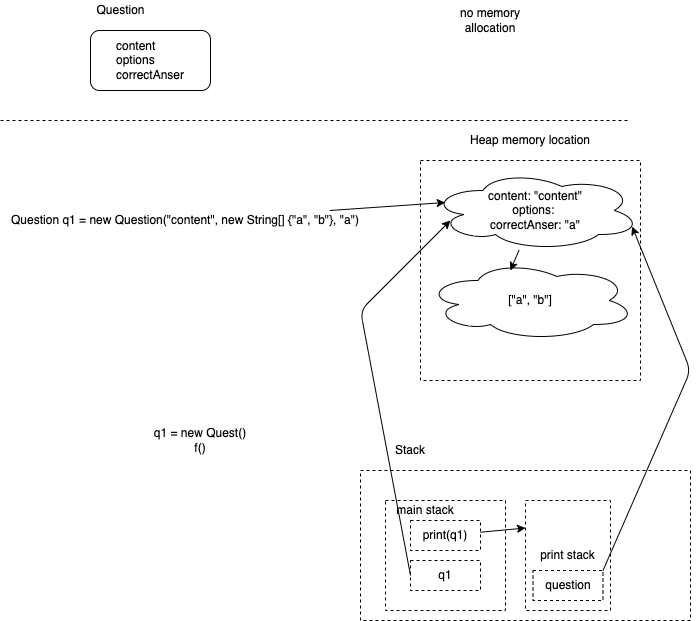 Question
no memory
allocation
content
options
correctAnser
Heap memory location
content: "content"
options:
correctAnser: "a"
Question q1 = new Question("content", new String[] {"a", "b"}, "a")
["a", "b"]
q1 = new Quest()
f()
Stack
main stack
print(q1)
print stack
q1
question